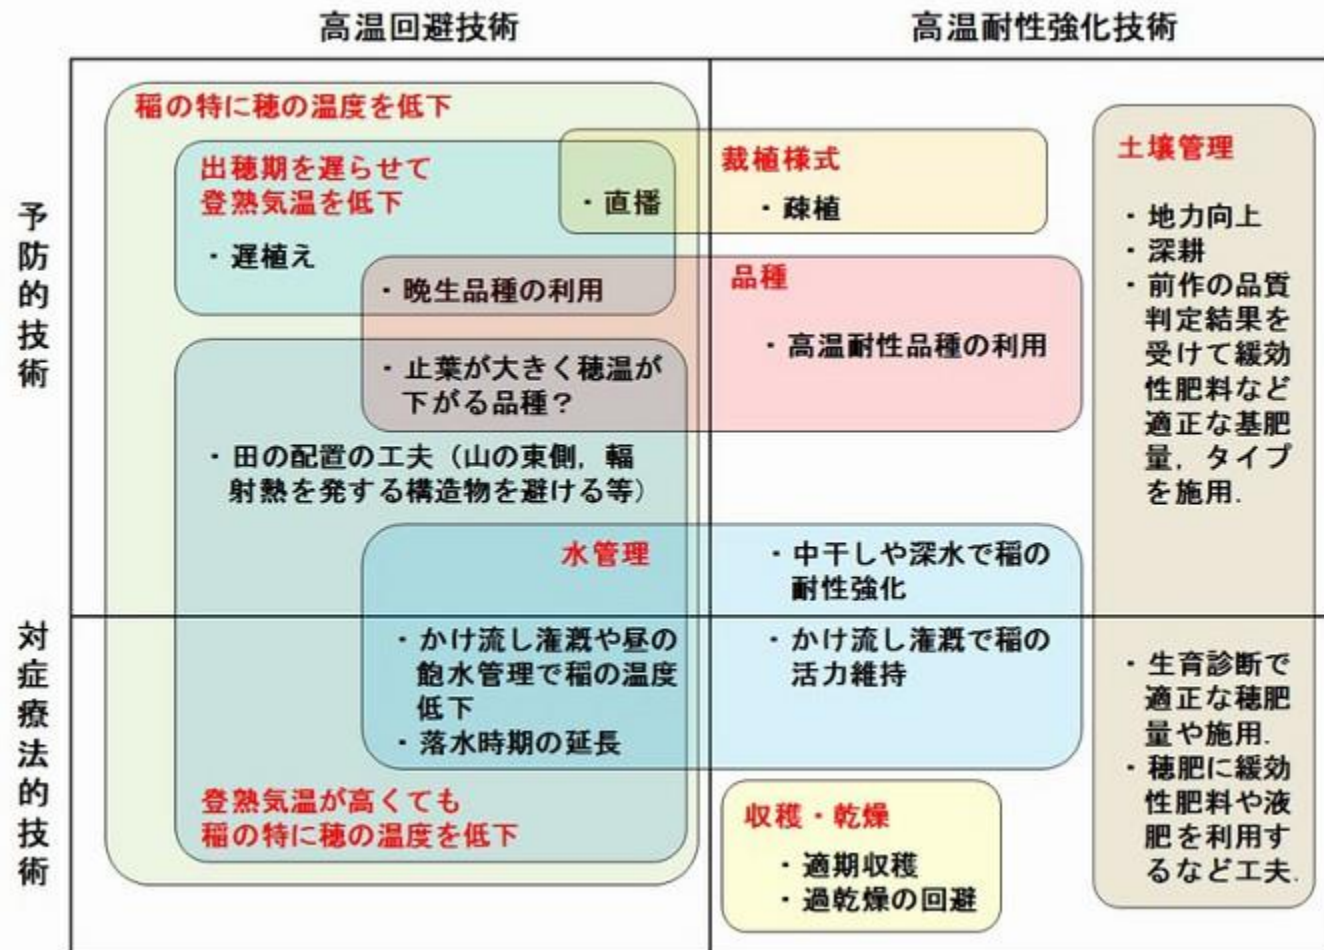 高温回避技術
高温耐性強化技術
予防的技術
対症療法的技術
稲の特に穂の温度を低下
出穂期を遅らせて
登熟気温を低下
・遅植え
・直播
・晩生品種の利用
・止葉が大きく穂温が
下がる品種？
・田の配置の工夫（山の東側，輻
射熱を発する構造物を避ける等）
水管理
・かけ流し潅漑や昼の
飽水管理で稲の温度
低下
・落水時期の延長
登熟気温が高くても
稲の特に穂の温度を低下
裁植様式
・疎植
品種
・高温耐性品種の利用
・中干しや深水で稲の
耐性強化
・かけ流し潅漑で稲の
活力維持
収穫・乾燥
・適期収穫
・過乾燥の回避
土壌管理
・地力向上
・深耕
・前作の品質
判定結果を
受けて緩効
性肥料など
適正な基肥
量，タイプ
を施用.
・生育診断で
適正な穂肥
量や施用.
・穂肥に緩効
性肥料や液
肥を利用す
るなど工夫.